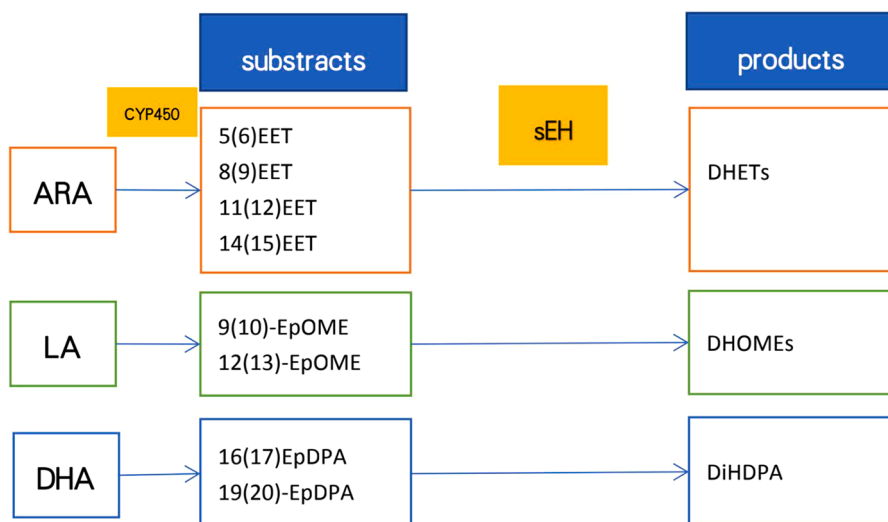 substracts
products
CYP450
sEH
ARA
5(6)EET
8(9)EET
11(12)EET
14(15)EET
DHETs
LA
9(10)-EpOME
12(13)-EpOME
DHOMEs
DHA
16(17)EpDPA
19(20)-EpDPA
DiHDPA